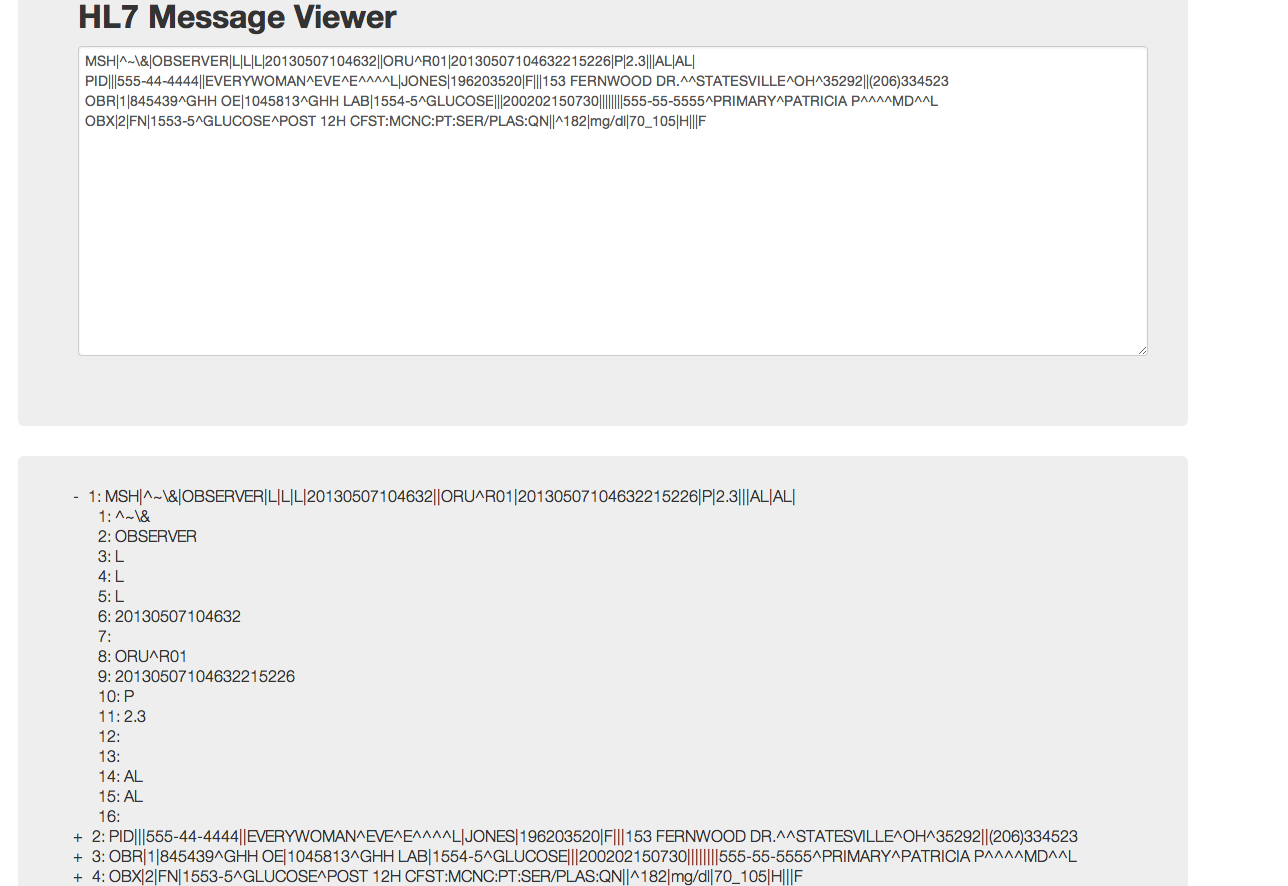 HL7 Message Viewer
MSH|^~\&|OBSERVER|L|L|L|20130507104632||ORU^R01|20130507104632215226|P|2.3|||AL|AL|
PID|||555-44-4444||EVERYWOMAN^EVE^E^^^^L|JONES|196203520|F|||153 FERNWOOD DR.^^STATESVILLE^OH^35292||(206)334523
OBR|1|845439^GHH OE|1045813^GHH LAB|1554-5^GLUCOSE|||200202150730||||||||555-55-5555^PRIMARY^PATRICIA P^^^^MD^^L
OBX|2|FN|1553-5^GLUCOSE^POST 12H CFST:MCNC:PT:SER/PLAS:QN||^182|mg/dl|70_105|H|||F
- 1: MSH|^~\&|OBSERVER|L|L|L|20130507104632||ORU^R01|20130507104632215226|P|2.3|||AL|AL|
1: ^~\&
2: OBSERVER
3: L
4: L
5: L
6: 20130507104632
7:
8: ORU^R01
9: 20130507104632215226
10: P
11: 2.3
12:
13:
14: AL
15: AL
16:
+ 2: PID|||555-44-4444||EVERYWOMAN^EVE^E^^^^L|JONES|196203520|F|||153 FERNWOOD DR.^^STATESVILLE^OH^35292||(206)334523
+ 3: OBR|1|845439^GHH OE|1045813^GHH LAB|1554-5^GLUCOSE|||200202150730||||||||555-55-5555^PRIMARY^PATRICIA P^^^^MD^^L
+ 4: OBX|2|FN|1553-5^GLUCOSE^POST 12H CFST:MCNC:PT:SER/PLAS:QN||^182|mg/dl|70_105|H|||F